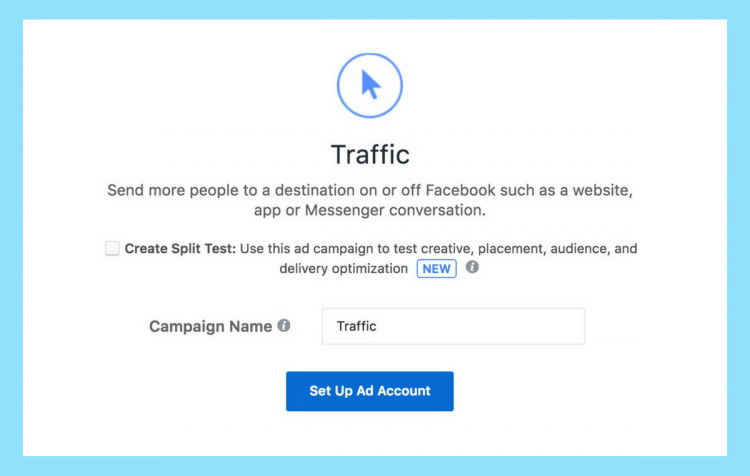 Traffic
Send more people to a destination on or off Facebook such as a website,
app or Messenger conversation.
Create Split Test: Use this ad campaign to test creative, placement, audience, and
delivery optimization NEW i
Campaign Name i Traffic
Set Up Ad Account